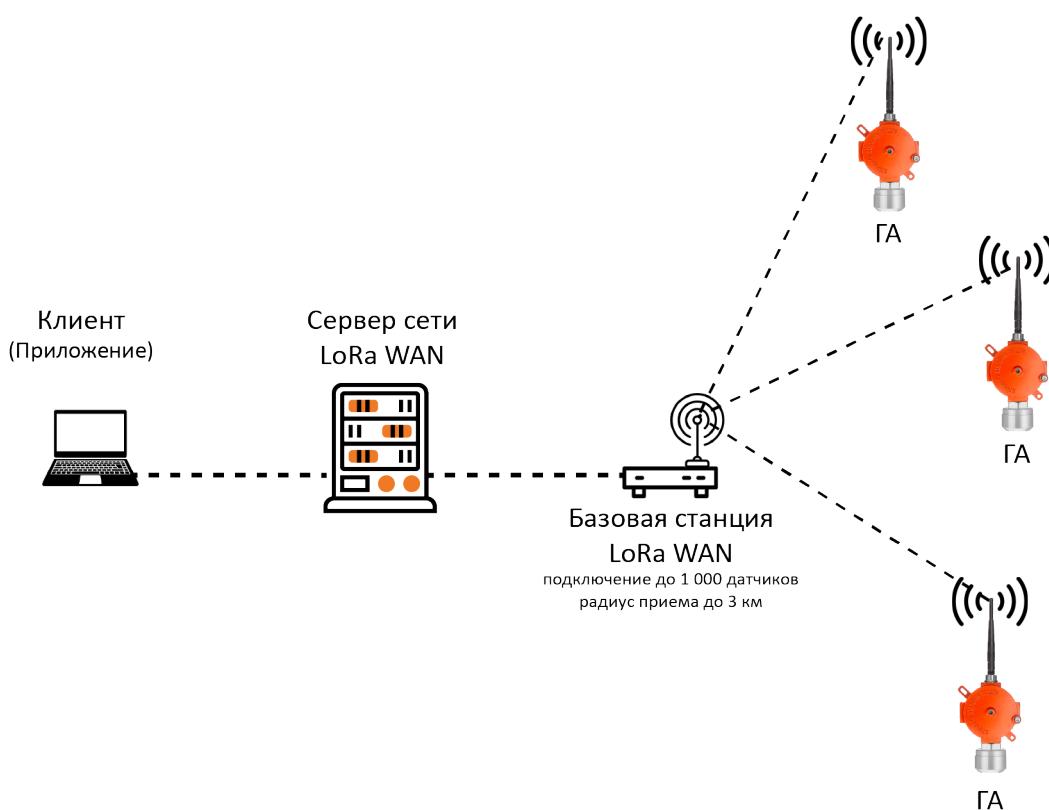 ГА
ГА
Клиент
(Приложение)
Сервер сети
LoRa WAN
Базовая станция
LoRa WAN
подключение до 1 000 датчиков
радиус приема до 3 км
ГА